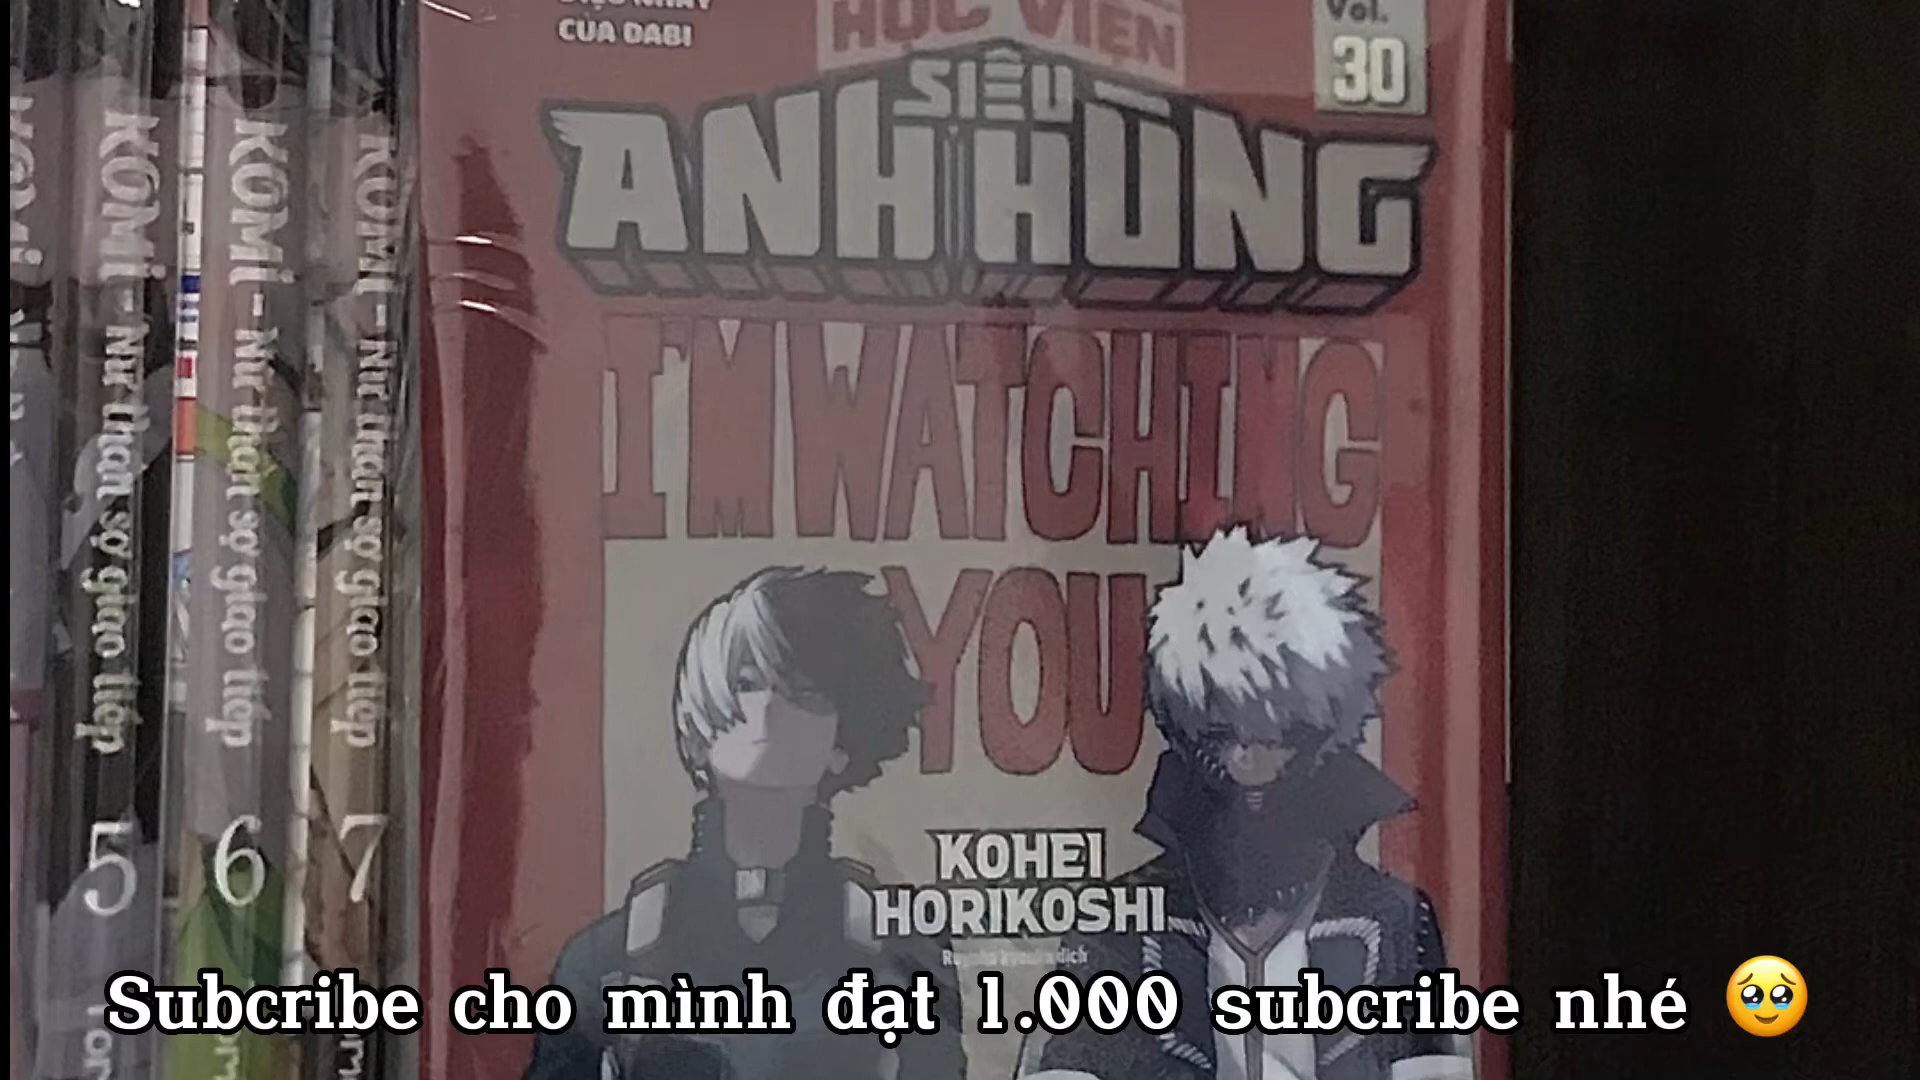 CỦA DABI
HỌC VIỆN
SIÊU
ANH HÙNG
Vol.
30
I'M WATCHING
YOU
KOHEI
HORIKOSHI
KOMI - Nữ thần sợ giao tiếp 5
KOMI - Nữ thần sợ giao tiếp 6
KOMI - Nữ thần sợ giao tiếp 7
Subcribe cho mình đạt 1.000 subcribe nhé 🥹